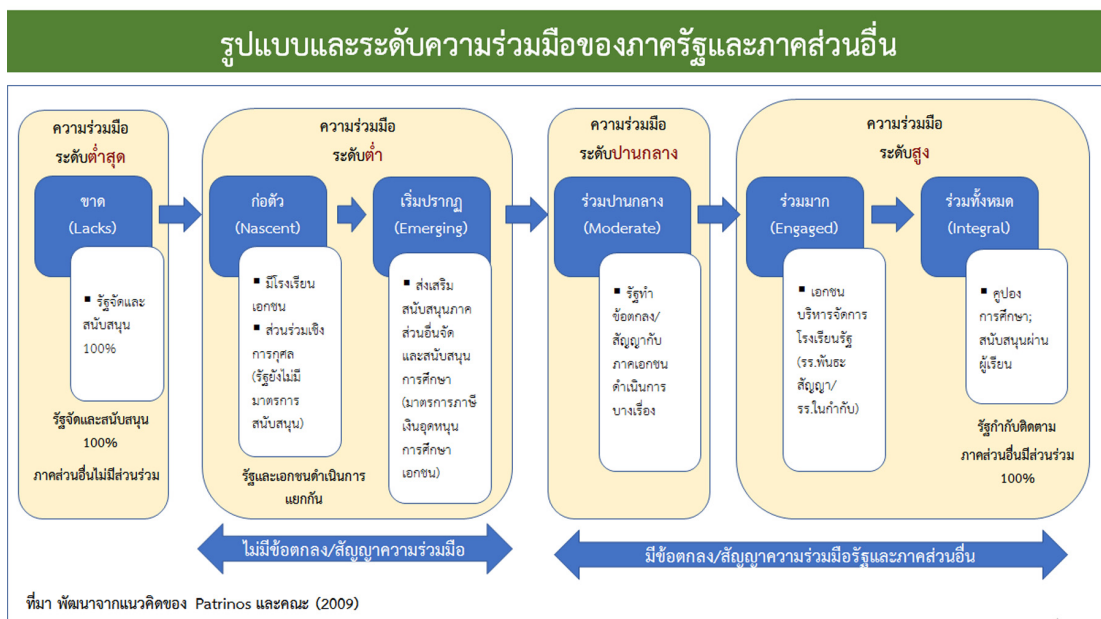 รูปแบบและระดับความร่วมมือของภาครัฐและภาคส่วนอื่น
ความร่วมมือ
ระดับต่ำสุด
ขาด
(Lacks)
▪ รัฐจัดและ
สนับสนุน
100%
รัฐจัดและสนับสนุน
100%
ภาคส่วนอื่นไม่มีส่วนร่วม
ความร่วมมือ
ระดับต่ำ
ก่อตัว
(Nascent)
▪ มีโรงเรียน
เอกชน
▪ ส่วนร่วมเชิง
การกุศล
(รัฐยังไม่มี
มาตรการ
สนับสนุน)
รัฐและเอกชนดำเนินการ
แยกกัน
เริ่มปรากฏ
(Emerging)
▪ ส่งเสริม
สนับสนุนภาค
ส่วนอื่นจัด
และสนับสนุน
การศึกษา
(มาตรการภาษี
เงินอุดหนุน
การศึกษา
เอกชน)
ความร่วมมือ
ระดับปานกลาง
ร่วมปานกลาง
(Moderate)
▪ รัฐทำ
ข้อตกลง/
สัญญากับ
ภาคเอกชน
ดำเนินการ
บางเรื่อง
ความร่วมมือ
ระดับสูง
ร่วมมาก
(Engaged)
▪ เอกชน
บริหารจัดการ
โรงเรียนรัฐ
(รร.พันธะ
สัญญา/
รร.ในกำกับ)
ร่วมทั้งหมด
(Integral)
▪ คูปอง
การศึกษา;
สนับสนุนผ่าน
ผู้เรียน
รัฐกำกับติดตาม
ภาคส่วนอื่นมีส่วนร่วม
100%
ไม่มีข้อตกลง/สัญญาความร่วมมือ
มีข้อตกลง/สัญญาความร่วมมือรัฐและภาคส่วนอื่น
ที่มา พัฒนาจากแนวคิดของ Patrinos และคณะ (2009)